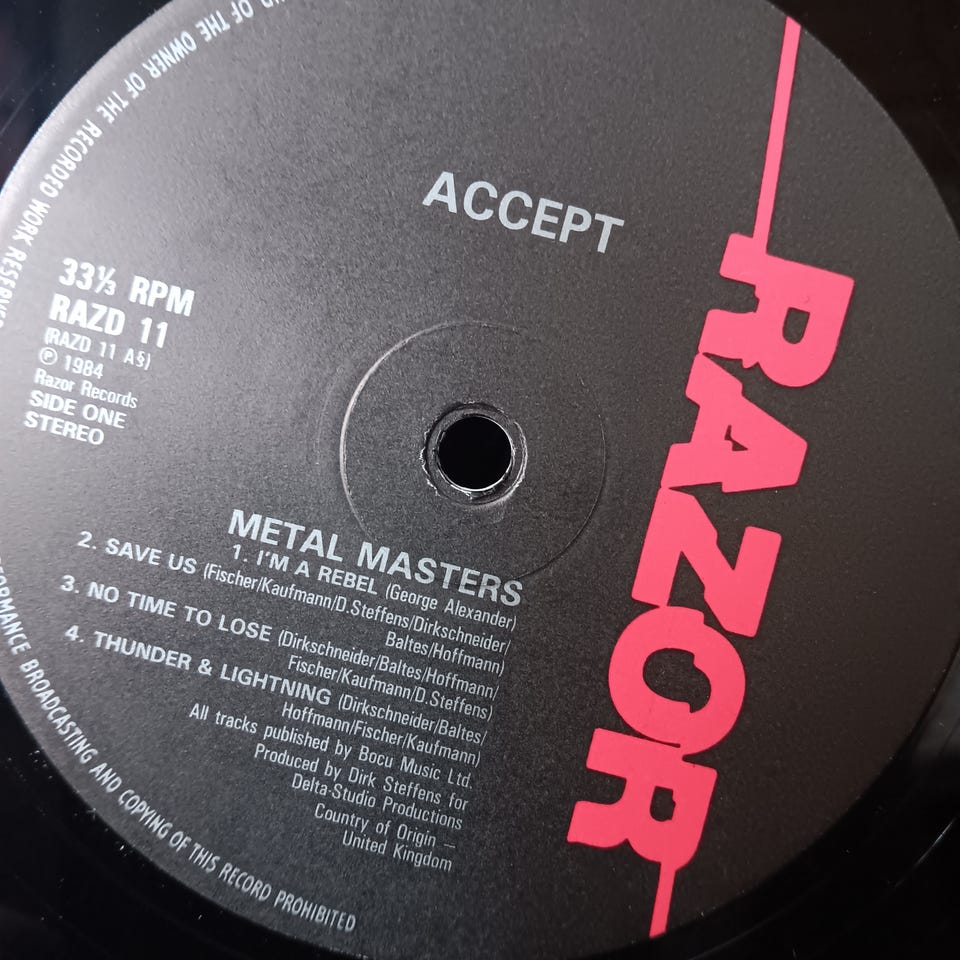 ND OF THE OWNER OF THE RECORDED WORK RESERVED
ACCEPT
33⅓ RPM
RAZD 11
(RAZD 11 A§)
℗ 1984
Razor Records
SIDE ONE
STEREO
RAZOR
METAL MASTERS
1. I'M A REBEL (George Alexander)
2. SAVE US (Fischer/Kaufmann/D.Steffens/Dirkschneider/
Baltes/Hoffmann)
3. NO TIME TO LOSE (Dirkschneider/Baltes/Hoffmann/
Fischer/Kaufmann/D.Steffens)
4. THUNDER & LIGHTNING (Dirkschneider/Baltes/
Hoffmann/Fischer/Kaufmann)
All tracks published by Bocu Music Ltd.
Produced by Dirk Steffens for
Delta-Studio Productions
Country of Origin –
United Kingdom
FORMANCE BROADCASTING AND COPYING OF THIS RECORD PROHIBITED